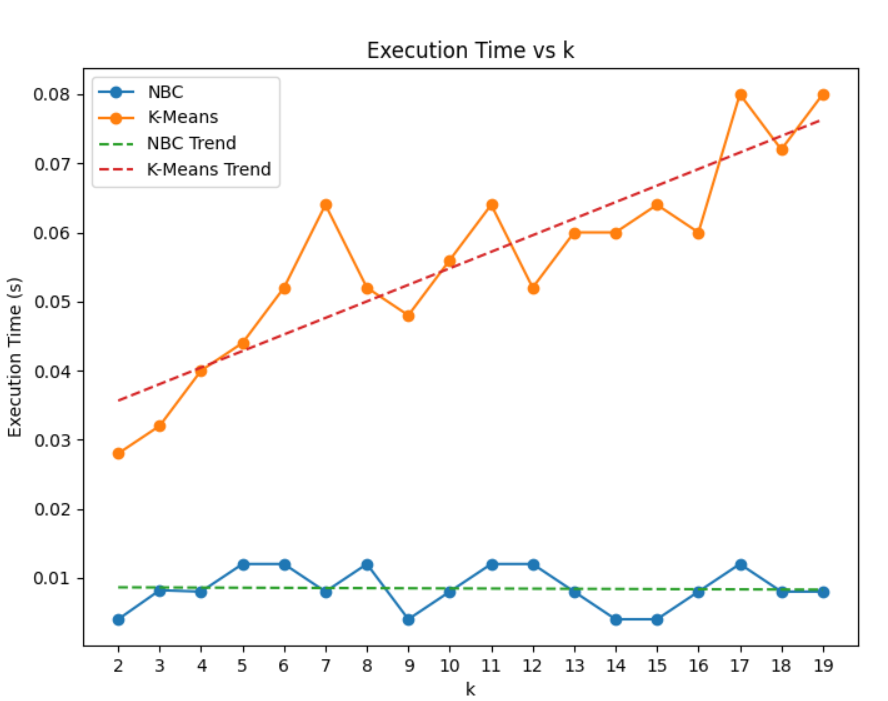 Execution Time vs k
NBC
K-Means
NBC Trend
K-Means Trend
Execution Time (s)
0.08
0.07
0.06
0.05
0.04
0.03
0.02
0.01
2 3 4 5 6 7 8 9 10 11 12 13 14 15 16 17 18 19
k